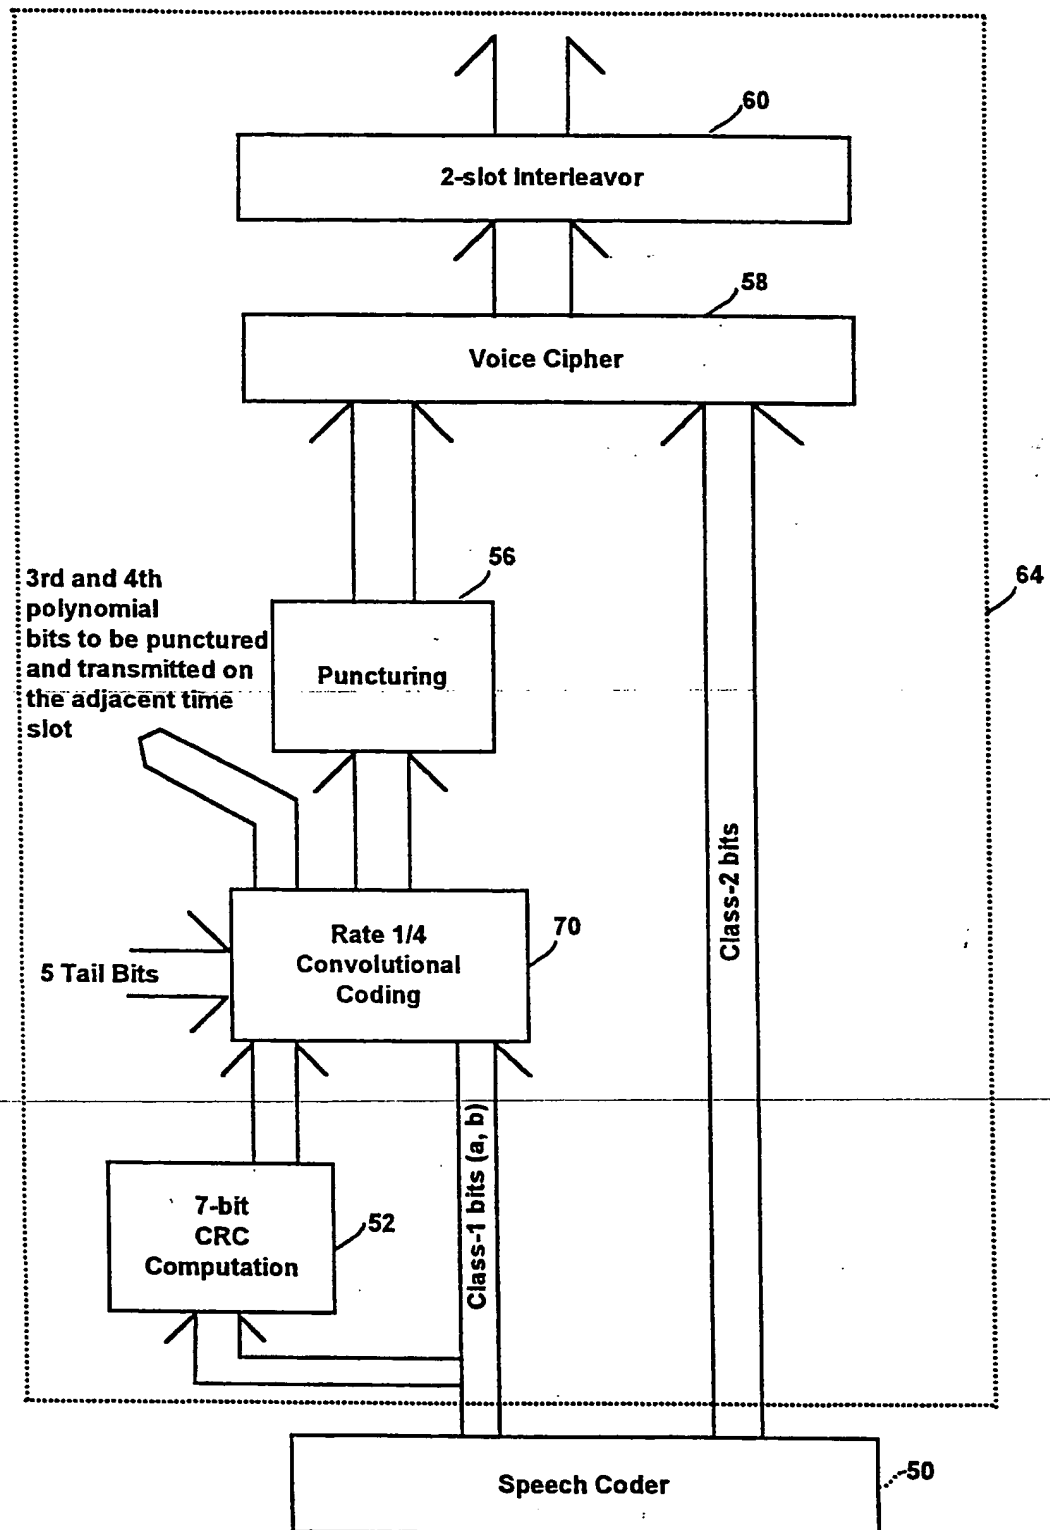 60
2-slot Interleavor
58
Voice Cipher
56
3rd and 4th
polynomial
bits to be punctured
and transmitted on
the adjacent time
slot
64
Puncturing
Class-2 bits
70
Rate 1/4
Convolutional
Coding
5 Tail Bits
Class-1 bits (a, b)
7-bit
CRC
Computation
52
Speech Coder
50